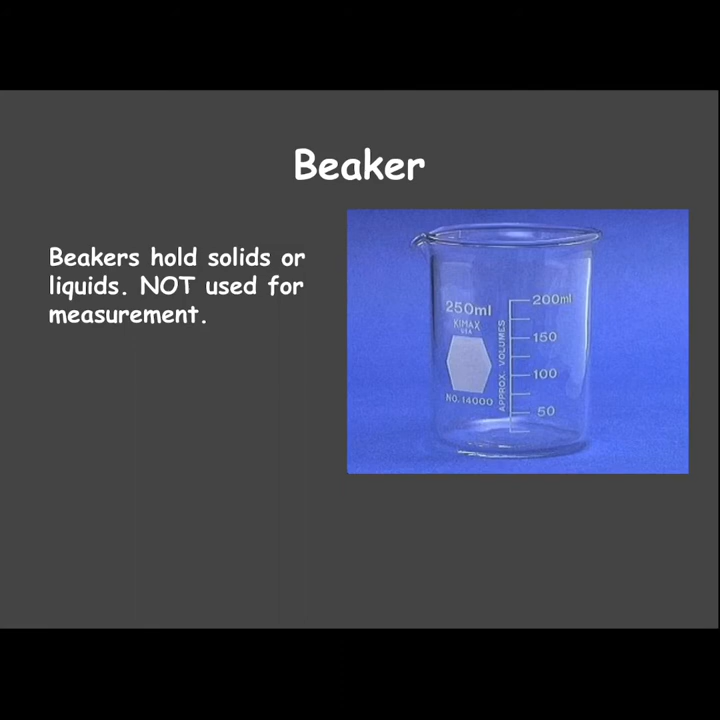 Beaker
Beakers hold solids or
liquids. NOT used for
measurement.
250ml
KIMAX
USA
NO. 14000
APPROX. VOLUMES
200ml
150
100
50